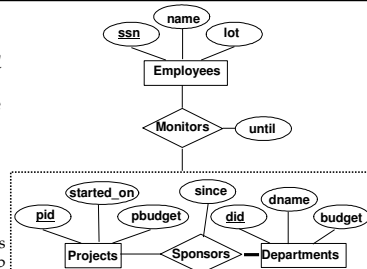 name
ssn
lot
Employees
Monitors
until
started_on
since
dname
pid
pbudget
did
budget
Projects
Sponsors
Departments